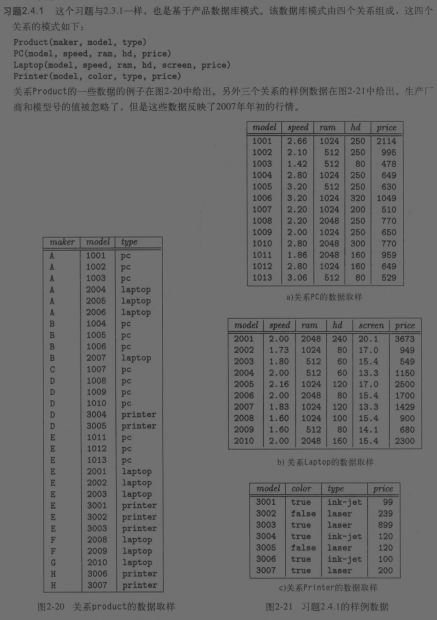 习题2.4.1 这个习题与2.3.1一样，也是基于产品数据库模式。该数据库模式由四个关系组成，这四个
关系的模式如下：
Product(maker, model, type)
PC(model, speed, ram, hd, price)
Laptop(model, speed, ram, hd, screen, price)
Printer(model, color, type, price)
关系Product的一些数据的例子在图2-20中给出。另外三个关系的样例数据在图2-21中给出。生产厂
商和模型号的值被忽略了，但是这些数据反映了2007年年初的行情。
maker model type
A 1001 pc
A 1002 pc
A 1003 pc
A 2004 laptop
A 2005 laptop
A 2006 laptop
B 1004 pc
B 1005 pc
B 1006 pc
B 2007 laptop
C 1007 pc
D 1008 pc
D 1009 pc
D 1010 pc
D 3004 printer
D 3005 printer
E 1011 pc
E 1012 pc
E 1013 pc
E 2001 laptop
E 2002 laptop
E 2003 laptop
E 3001 printer
E 3002 printer
E 3003 printer
F 2008 laptop
F 2009 laptop
G 2010 laptop
H 3006 printer
H 3007 printer
图2-20 关系product的数据取样
model speed ram hd price
1001 2.66 1024 250 2114
1002 2.10 512 250 995
1003 1.42 512 80 478
1004 2.80 1024 250 649
1005 3.20 512 250 630
1006 3.20 1024 320 1049
1007 2.20 1024 200 510
1008 2.20 2048 250 770
1009 2.00 1024 250 650
1010 2.80 2048 300 770
1011 1.86 2048 160 959
1012 2.80 1024 160 649
1013 3.06 512 80 529
a)关系PC的数据取样
model speed ram hd screen price
2001 2.00 2048 240 20.1 3673
2002 1.73 1024 80 17.0 949
2003 1.80 512 60 15.4 549
2004 2.00 512 60 13.3 1150
2005 2.16 1024 120 17.0 2500
2006 2.00 2048 80 15.4 1700
2007 1.83 1024 120 13.3 1429
2008 1.60 1024 100 15.4 900
2009 1.60 512 80 14.1 680
2010 2.00 2048 160 15.4 2300
b) 关系Laptop的数据取样
model color type price
3001 true ink-jet 99
3002 false laser 239
3003 true laser 899
3004 true ink-jet 120
3005 false laser 120
3006 true ink-jet 100
3007 true laser 200
c)关系Printer的数据取样
图2-21 习题2.4.1的样例数据